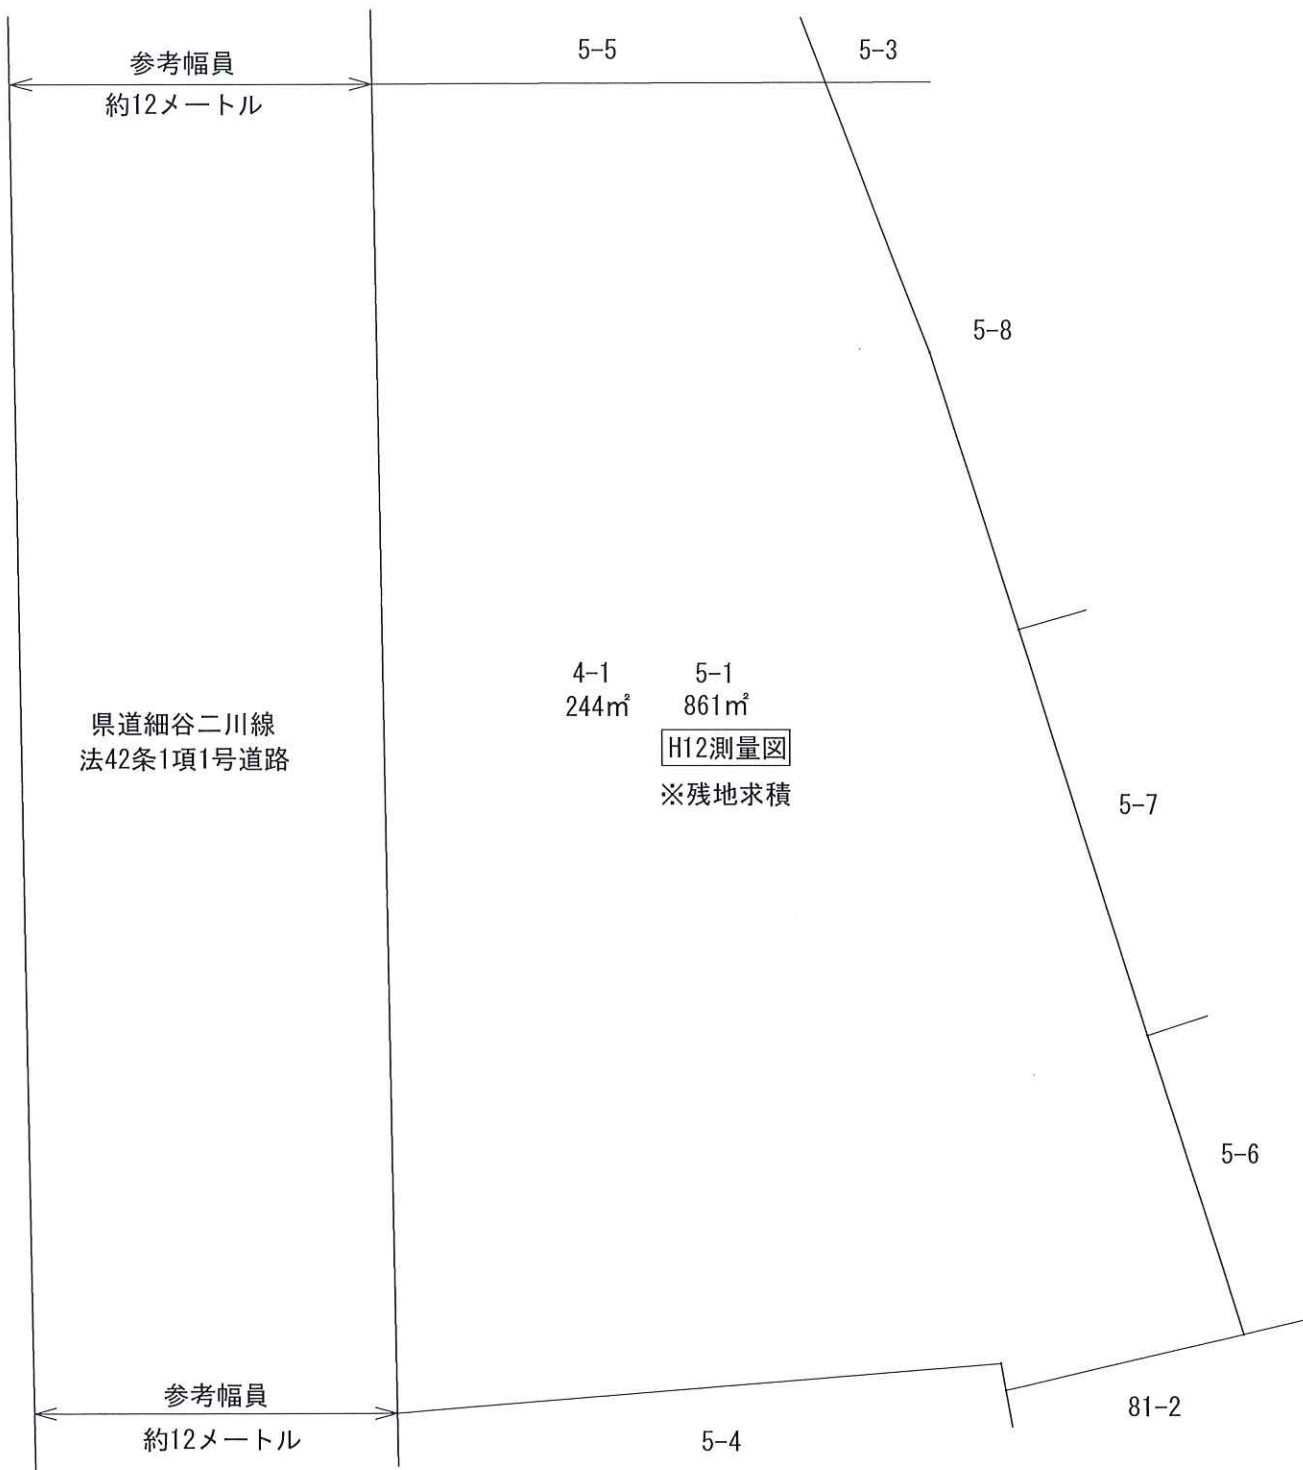 5-5
5-3
参考幅員
約12メートル
5-8
4-1
244㎡
5-1
861㎡
H12測量図
※残地求積
県道細谷二川線
法42条1項1号道路
5-7
5-6
参考幅員
約12メートル
5-4
81-2